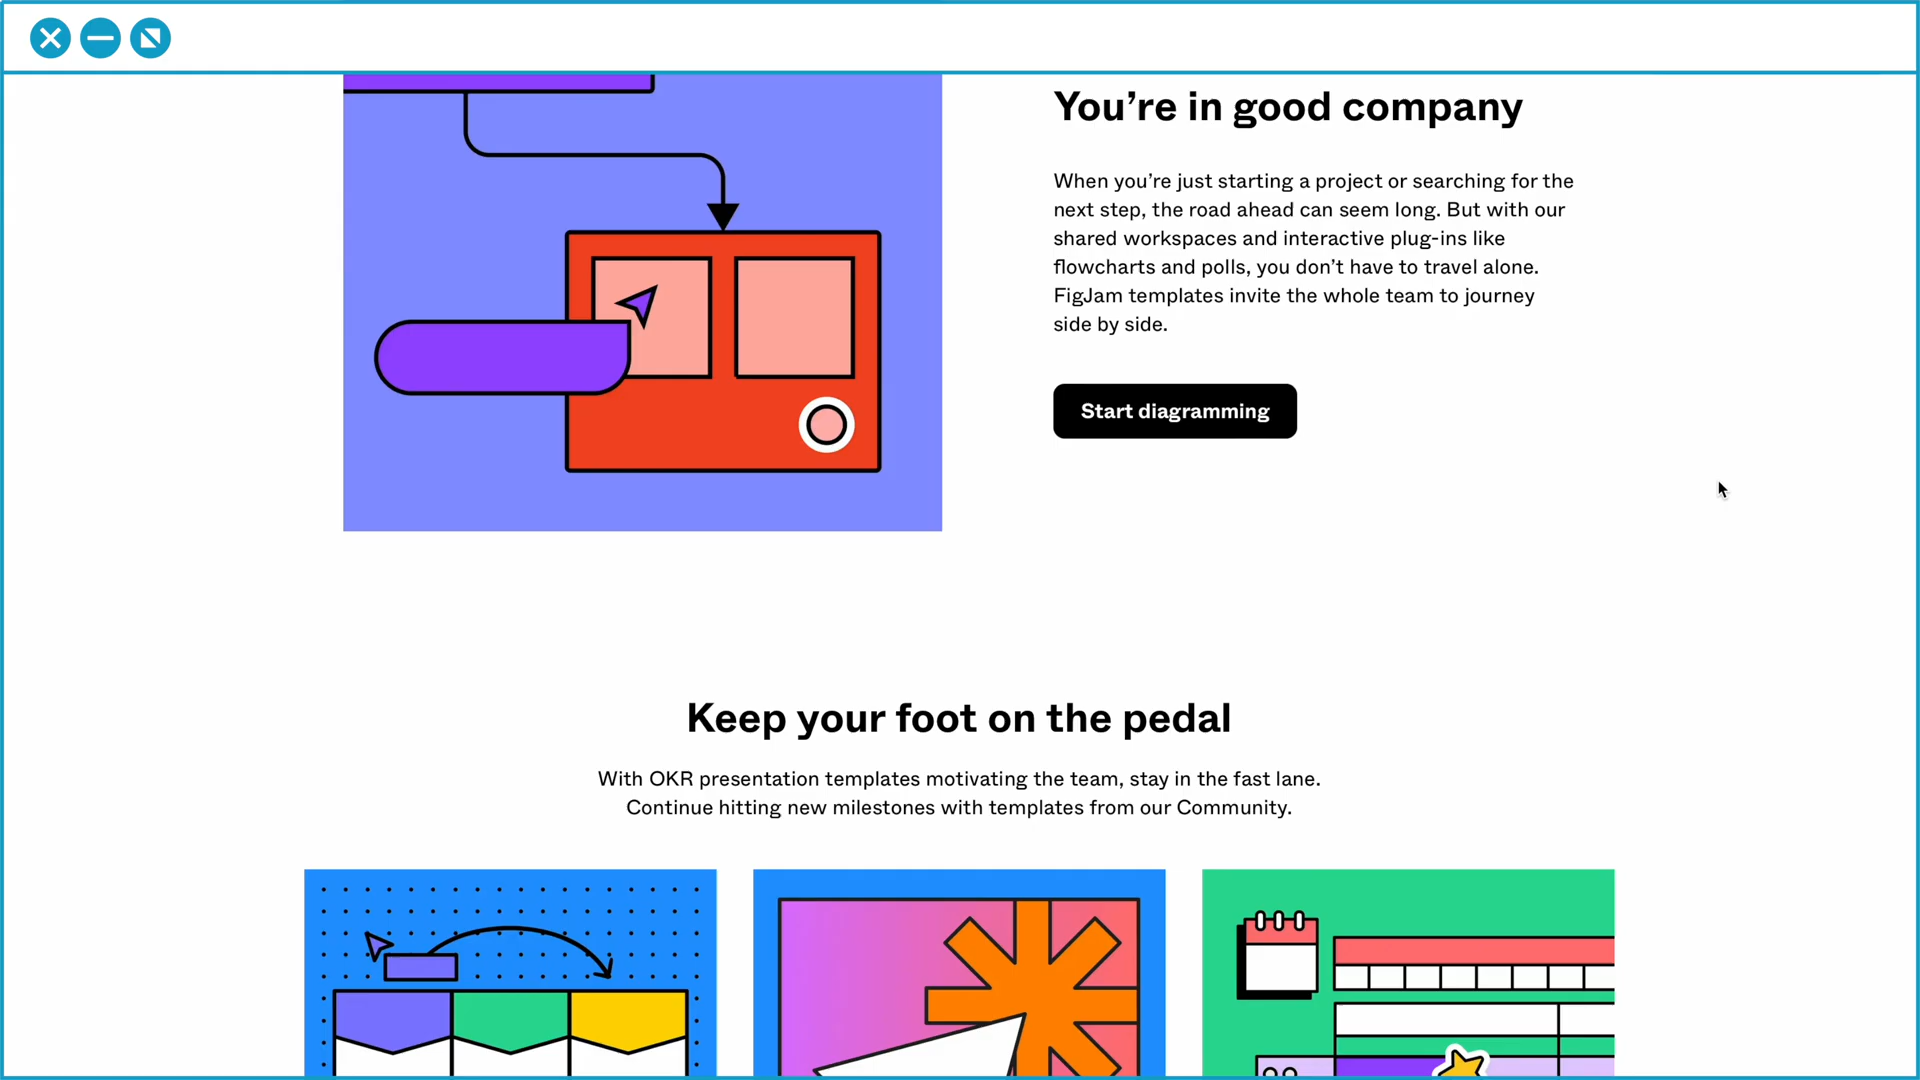 You’re in good company
When you’re just starting a project or searching for the
next step, the road ahead can seem long. But with our
shared workspaces and interactive plug-ins like
flowcharts and polls, you don’t have to travel alone.
FigJam templates invite the whole team to journey
side by side.
Start diagramming
Keep your foot on the pedal
With OKR presentation templates motivating the team, stay in the fast lane.
Continue hitting new milestones with templates from our Community.